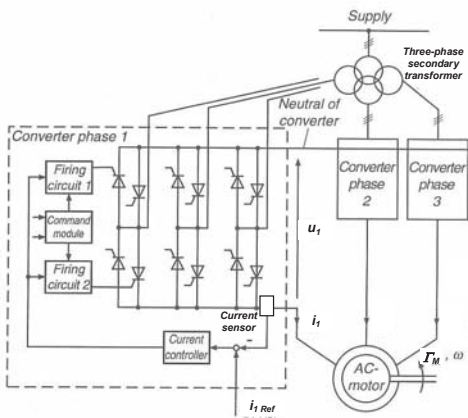 Supply
Three-phase
secondary
transformer
Neutral of
converter
Converter phase 1
Firing
circuit 1
Command
module
Firing
circuit 2
Converter
phase
2
Converter
phase
3
u1
Current
sensor
i1
Current
controller
-
i1 Ref
AC-
motor
ΓM , ω